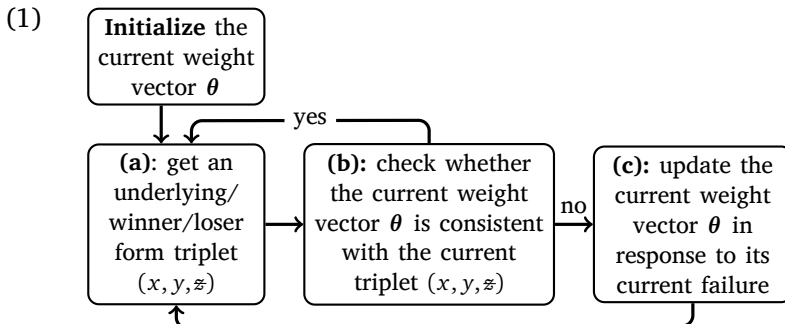 (1)
Initialize the
current weight
vector θ
yes
(a): get an
underlying/
winner/loser
form triplet
(x, y, z)
(b): check whether
the current weight
vector θ is consistent
with the current
triplet (x, y, z)
no
(c): update the
current weight
vector θ in
response to its
current failure